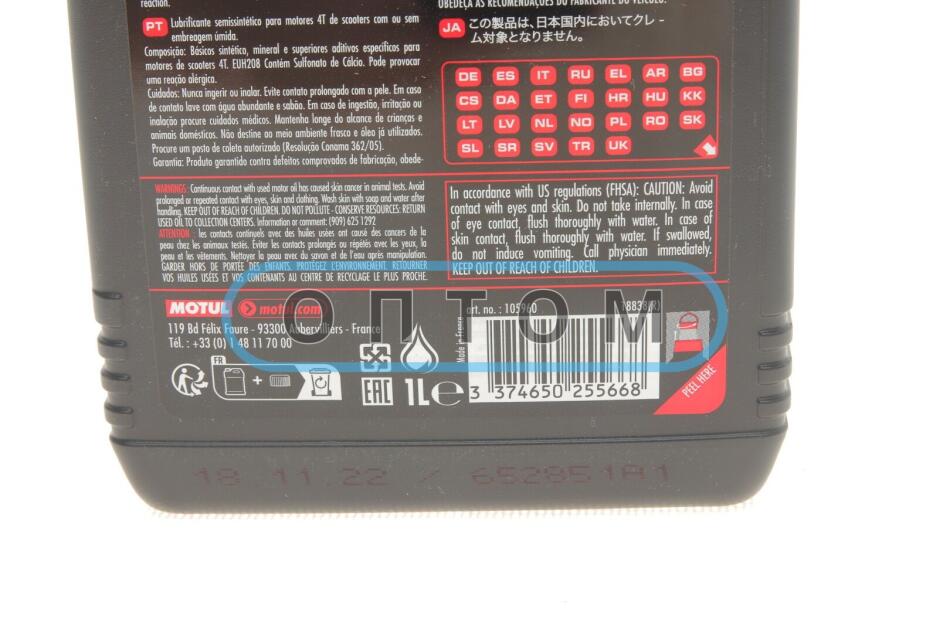 reaction.
PT Lubrificante semissintético para motores 4T de scooters com ou sem
embreagem úmida.
Composição: Básicos sintético, mineral e superiores aditivos específicos para
motores de scooters 4T. EUH208 Contém Sulfonato de Cálcio. Pode provocar
uma reação alérgica.
Cuidados: Nunca ingerir ou inalar. Evite contato prolongado com a pele. Em caso
de contato lave com água abundante e sabão. Em caso de ingestão, irritação ou
inalação procure cuidados médicos. Mantenha longe do alcance de crianças e
animais domésticos. Não destine ao meio ambiente frasco e óleo já utilizados.
Procure um posto de coleta autorizado (Resolução Conama 362/05).
Garantia: Produto garantido contra defeitos comprovados de fabricação, obede-
OBEDEÇA AS RECOMENDAÇÕES DO FABRICANTE DO VEÍCULO.
JA この製品は、日本国内においてクレ－
ム対象となりません。
DE ES IT RU EL AR BG
CS DA ET FI HR HU KK
LT LV NL NO PL RO SK
SL SR SV TR UK
WARNINGS: Continuous contact with used motor oil has caused skin cancer in animal tests. Avoid
prolonged or repeated contact with eyes, skin and clothing. Wash skin with soap and water after
handling. KEEP OUT OF REACH OF CHILDREN. DO NOT POLLUTE - CONSERVE RESOURCES: RETURN
USED OIL TO COLLECTION CENTERS. Information or comment: (909) 625 1292
ATTENTION : les contacts continuels avec des huiles usées ont causé des cancers de la
peau chez les animaux testés. Éviter les contacts prolongés ou répétés avec les yeux, la
peau et les vêtements. Nettoyer la peau avec du savon et de l'eau après manipulation.
GARDER HORS DE PORTÉE DES ENFANTS. PROTÉGEZ L'ENVIRONNEMENT. RETOURNER
VOS HUILES USÉES ET VOS CONTENANTS AU CENTRE DE RECYCLAGE LE PLUS PROCHE.
In accordance with US regulations (FHSA): CAUTION: Avoid
contact with eyes and skin. Do not take internally. In case
of eye contact, flush thoroughly with water. In case of
skin contact, flush thoroughly with water. If swallowed,
do not induce vomiting. Call physician immediately.
KEEP OUT OF REACH OF CHILDREN.
ОПТОМ
MOTUL motul.com
119 Bd Félix Faure - 93300 Aubervilliers - France
Tél. : +33 (0) 1 48 11 70 00
FR
EAC 1L e
Made in France
art. no. : 105960
3 374650 255668
PEEL HERE
18.11.22 / 652851A1